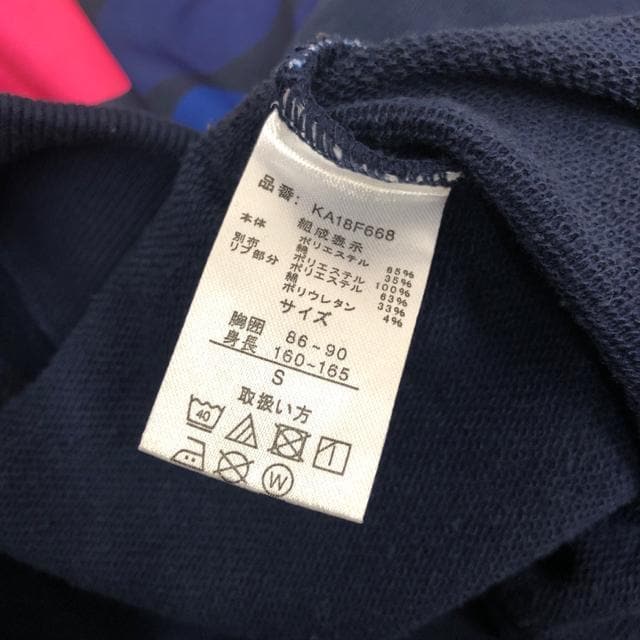 品番: KA18F668
組成表示
本体 ポリエステル 65%
綿 35%
別布 ポリエステル 100%
リブ部分 ポリエステル 63%
綿 33%
ポリウレタン 4%
サイズ
胸囲 86~90
身長 160~165
S
取扱い方
40
W